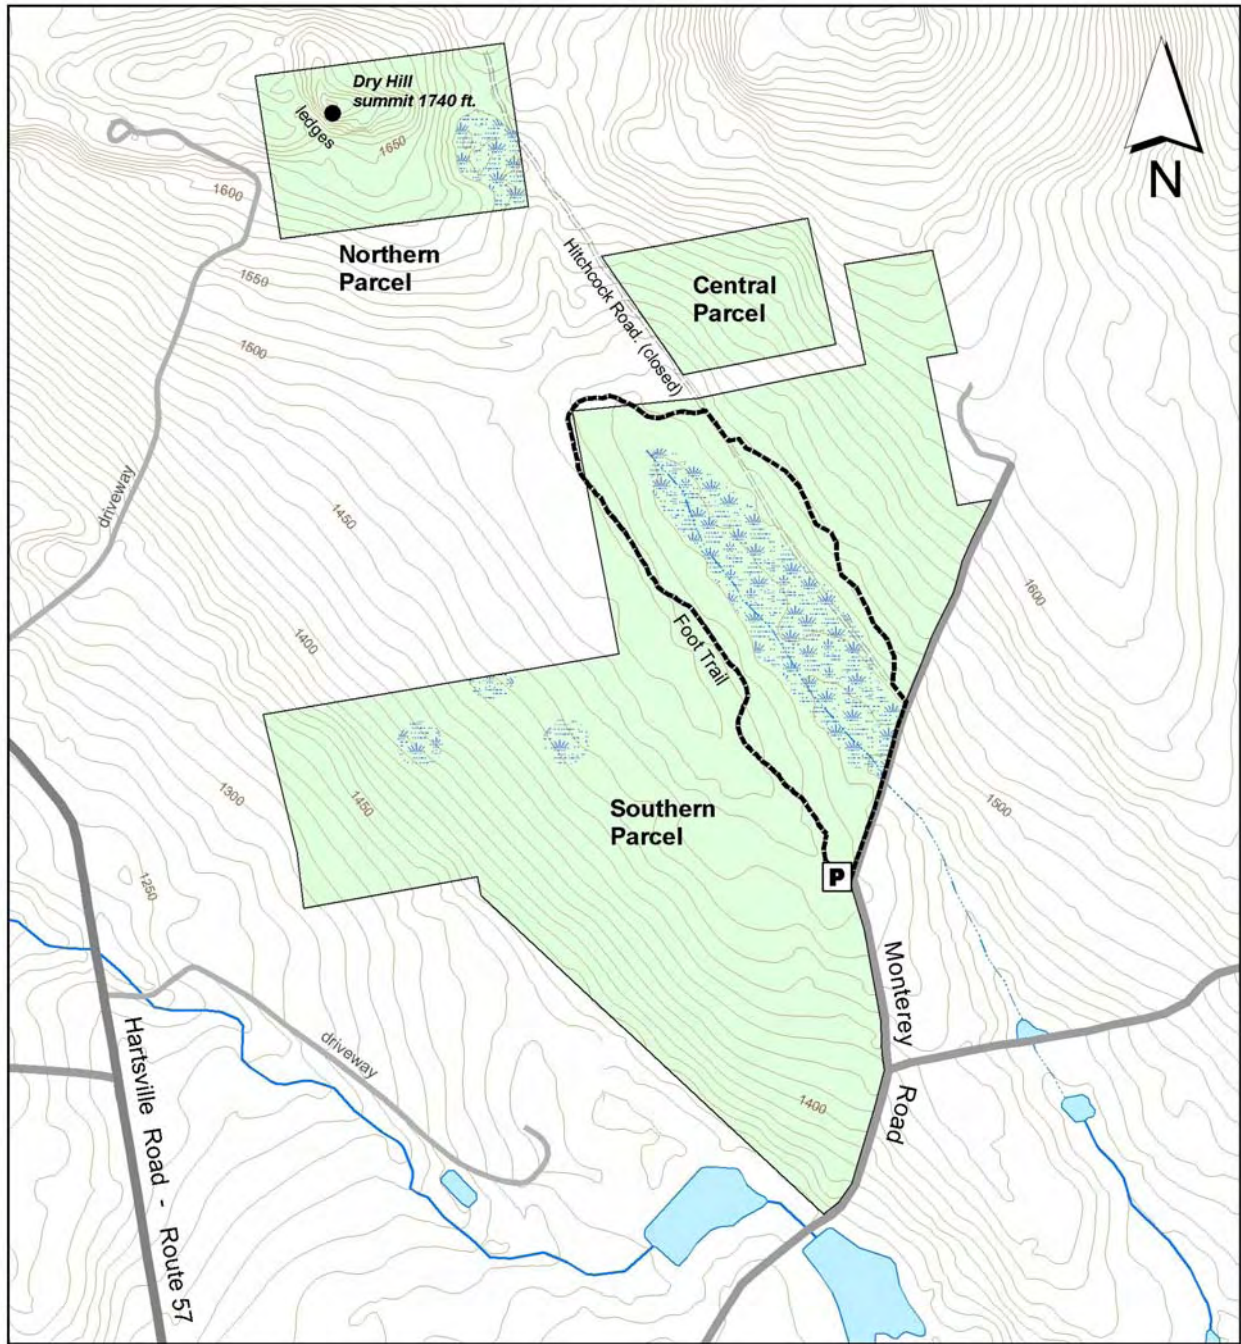 Dry Hill
summit 1740 ft.
ledges
1650
1600
N
Northern
Parcel
Hitchcock Road. (closed)
Central
Parcel
1550
1500
driveway
1450
1600
1400
Foot Trail
1300
1450
Southern
Parcel
1500
1250
P
Monterey
Road
driveway
Hartsville Road - Route 57
1400